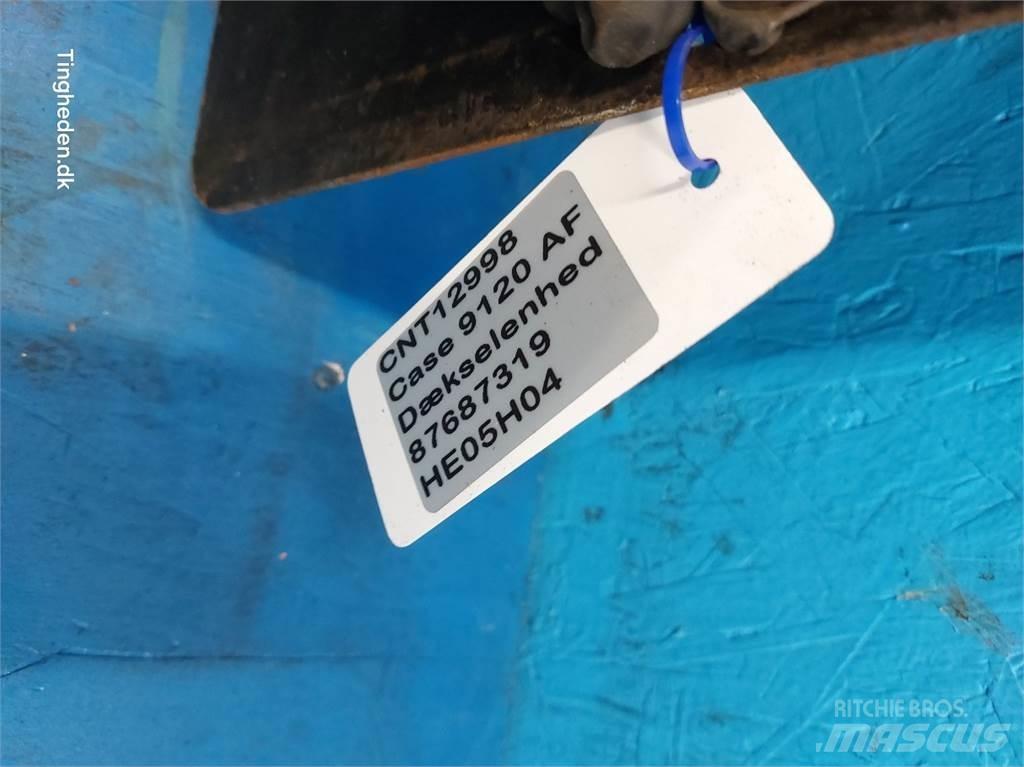 Tingheden.dk
CNT12998
Case 9120 AF
Dækselenhed
87687319
HE05H04
RITCHIE BROS.
MASCUS